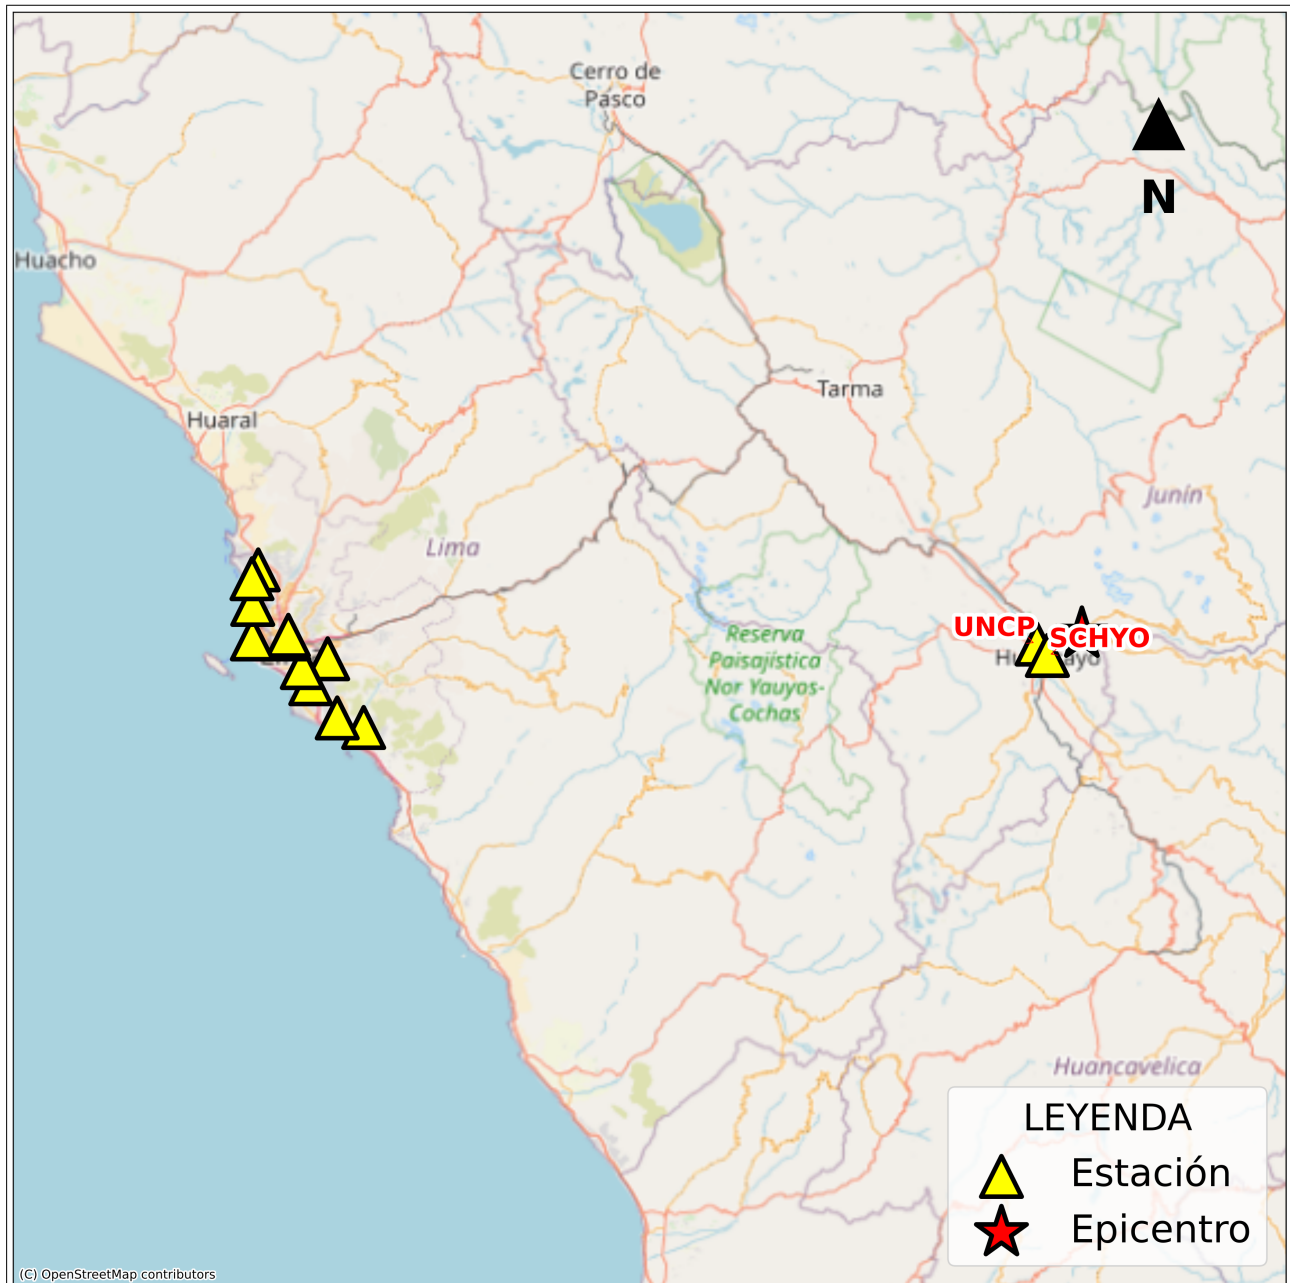 Cerro de
Pasco
N
Huacho
Tarma
Huaral
Junín
Lima
UNCP
SCHYO
Reserva
Paisajística
Nor Yauyos-
Cochas
Huancavelica
LEYENDA
Estación
Epicentro
(C) OpenStreetMap contributors